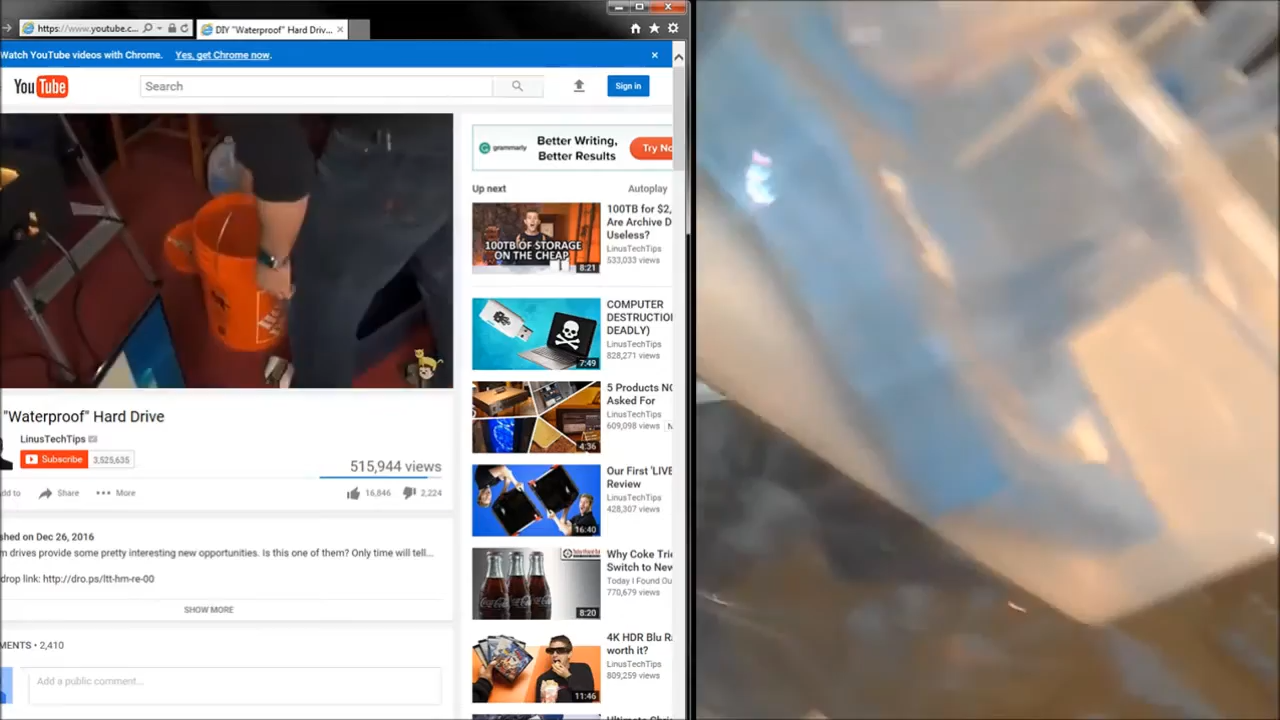 https://www.youtube.c...
DIY "Waterproof" Hard Driv...
Watch YouTube videos with Chrome.
Yes, get Chrome now.
YouTube
Search
Sign in
grammarly
Better Writing,
Better Results
Try No
Up next
Autoplay
100TB OF STORAGE
ON THE CHEAP
8:21
100TB for $2,
Are Archive D
Useless?
LinusTechTips
533,033 views
7:49
COMPUTER
DESTRUCTIO
DEADLY)
LinusTechTips
828,271 views
4:36
5 Products NO
Asked For
LinusTechTips
609,098 views
N
16:40
Our First 'LIVE
Review
LinusTechTips
428,307 views
8:20
Why Coke Trie
Switch to New
Today I Found Ou
770,679 views
11:46
4K HDR Blu Ra
worth it?
LinusTechTips
809,259 views
"Waterproof" Hard Drive
LinusTechTips
Subscribe
3,525,635
515,944 views
dd to
Share
More
16,846
2,224
shed on Dec 26, 2016
m drives provide some pretty interesting new opportunities. Is this one of them? Only time will tell...
drop link: http://dro.ps/ltt-hm-re-00
SHOW MORE
MENTS • 2,410
Add a public comment...